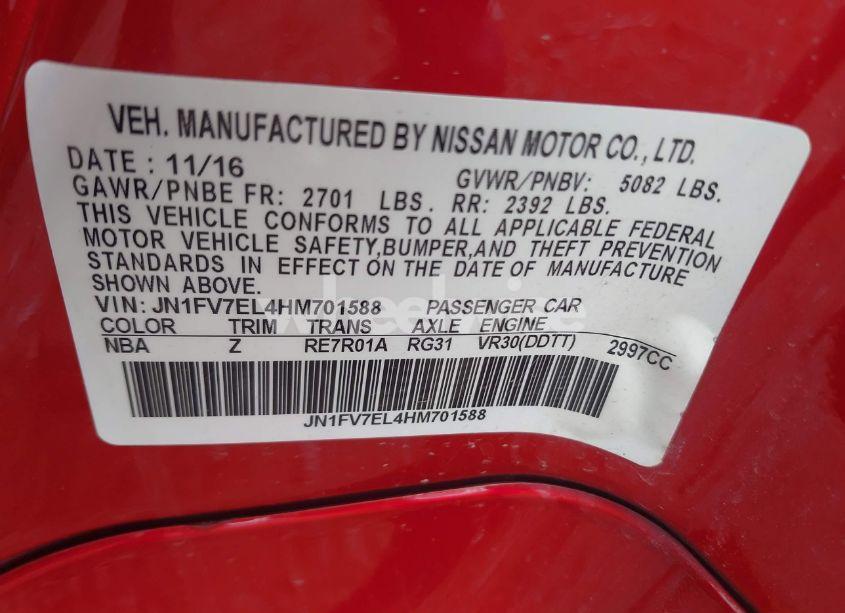 VEH. MANUFACTURED BY NISSAN MOTOR CO., LTD.
DATE : 11/16 GVWR/PNBV: 5082 LBS.
GAWR/PNBE FR: 2701 LBS. RR: 2392 LBS.
THIS VEHICLE CONFORMS TO ALL APPLICABLE FEDERAL
MOTOR VEHICLE SAFETY,BUMPER,AND THEFT PREVENTION
STANDARDS IN EFFECT ON THE DATE OF MANUFACTURE
SHOWN ABOVE.
VIN: JN1FV7EL4HM701588 PASSENGER CAR
COLOR TRIM TRANS AXLE ENGINE
NBA Z RE7R01A RG31 VR30(DDTT) 2997CC
JN1FV7EL4HM701588